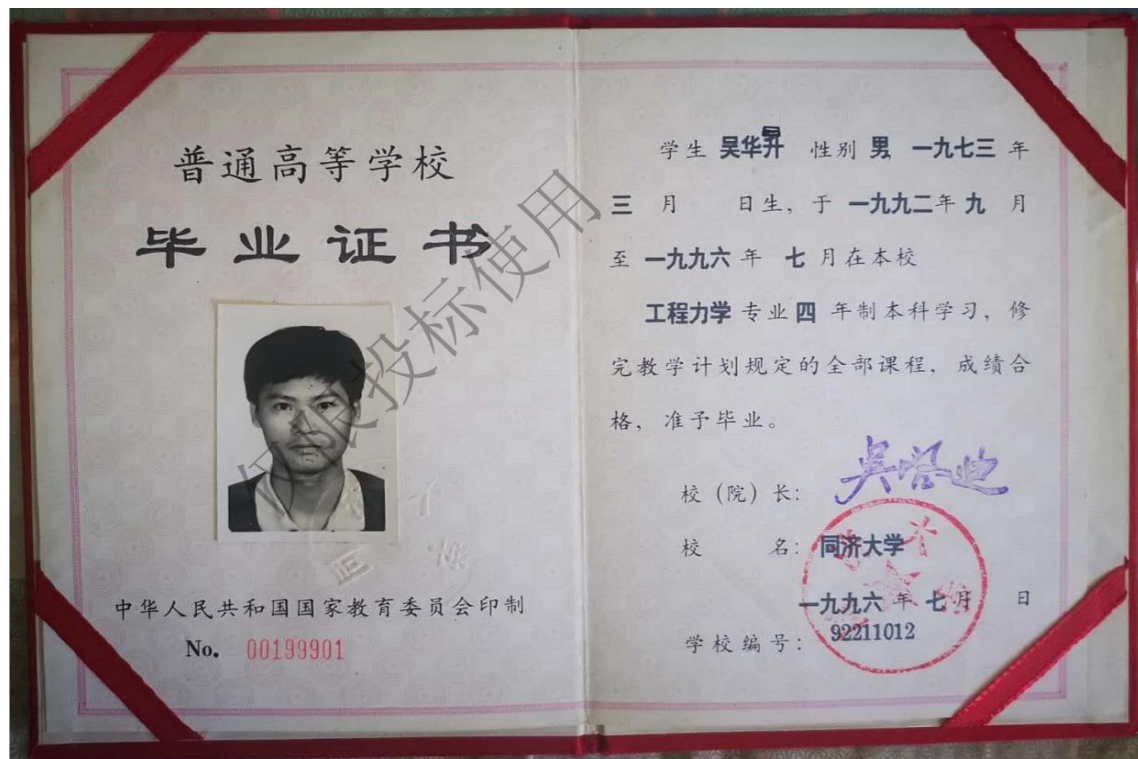 普通高等学校
毕业证书
中华人民共和国国家教育委员会印制
No. 00199901
学生 吴华昇 性别 男 一九七三 年
三 月 日生, 于 一九九二 年 九 月
至 一九九六 年 七 月在本校
工程力学 专业 四 年制本科学习, 修
完教学计划规定的全部课程, 成绩合
格, 准予毕业。
校 (院) 长: 吴启迪
校 名: 同济大学
一九九六 年 七 月 日
学校编号: 92211012
仅限投标使用